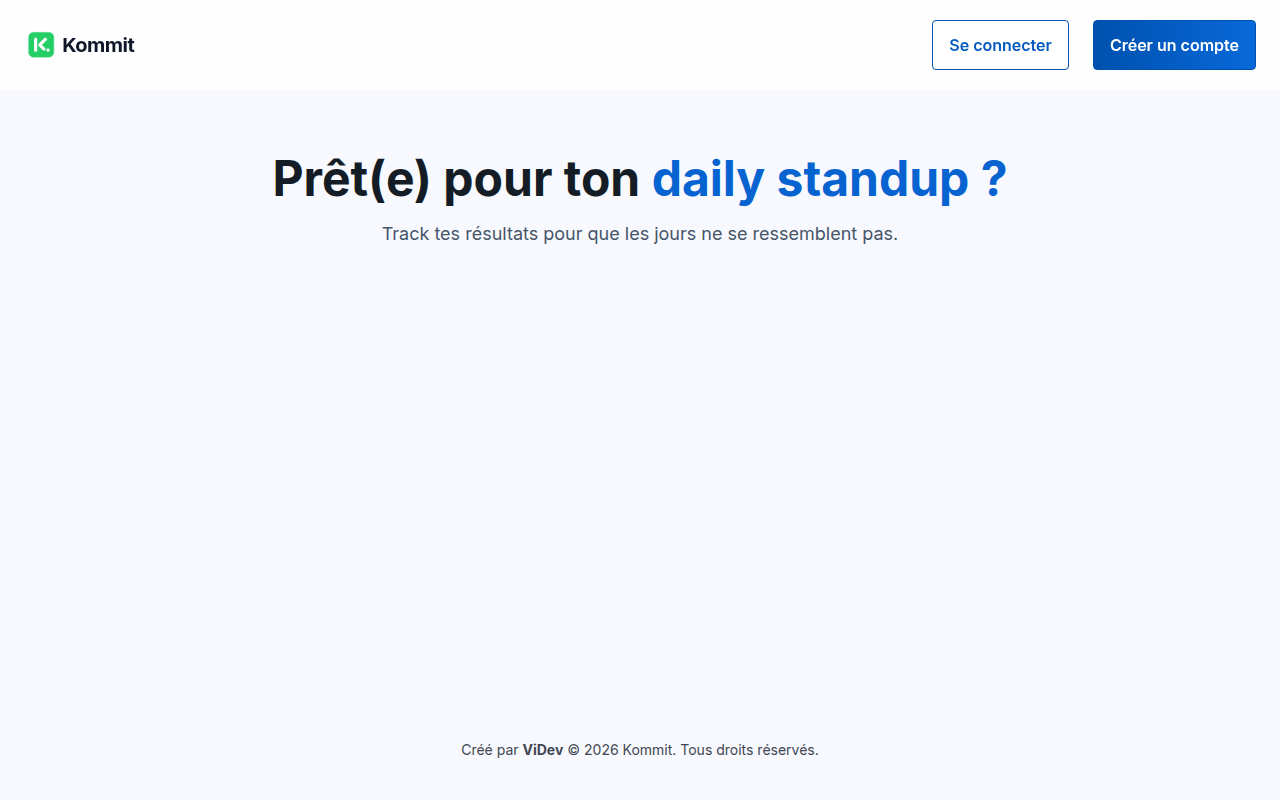 Kommit
Se connecter
Créer un compte
Prêt(e) pour ton daily standup ?
Track tes résultats pour que les jours ne se ressemblent pas.
Créé par ViDev © 2026 Kommit. Tous droits réservés.